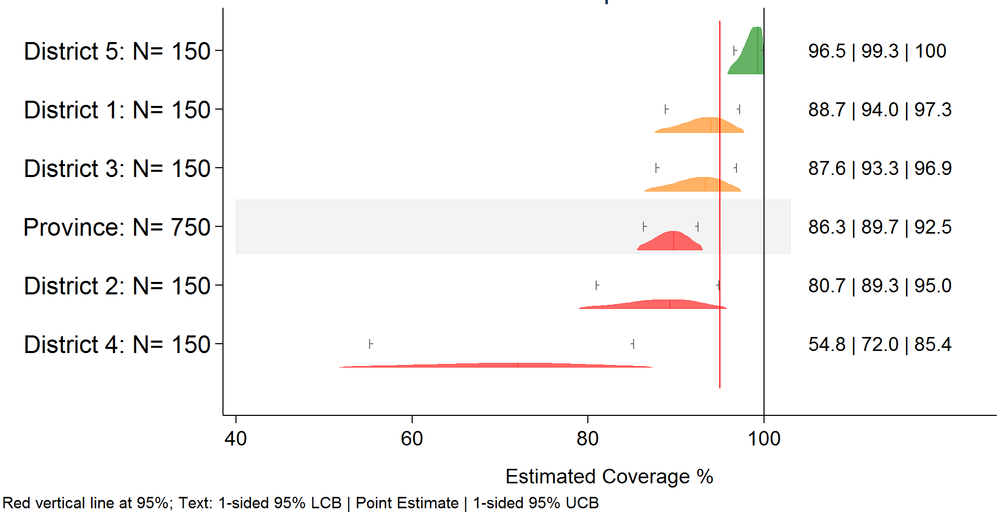 District 5: N= 150 96.5 | 99.3 | 100
District 1: N= 150 88.7 | 94.0 | 97.3
District 3: N= 150 87.6 | 93.3 | 96.9
Province: N= 750 86.3 | 89.7 | 92.5
District 2: N= 150 80.7 | 89.3 | 95.0
District 4: N= 150 54.8 | 72.0 | 85.4
40 60 80 100
Estimated Coverage %
Red vertical line at 95%; Text: 1-sided 95% LCB | Point Estimate | 1-sided 95% UCB